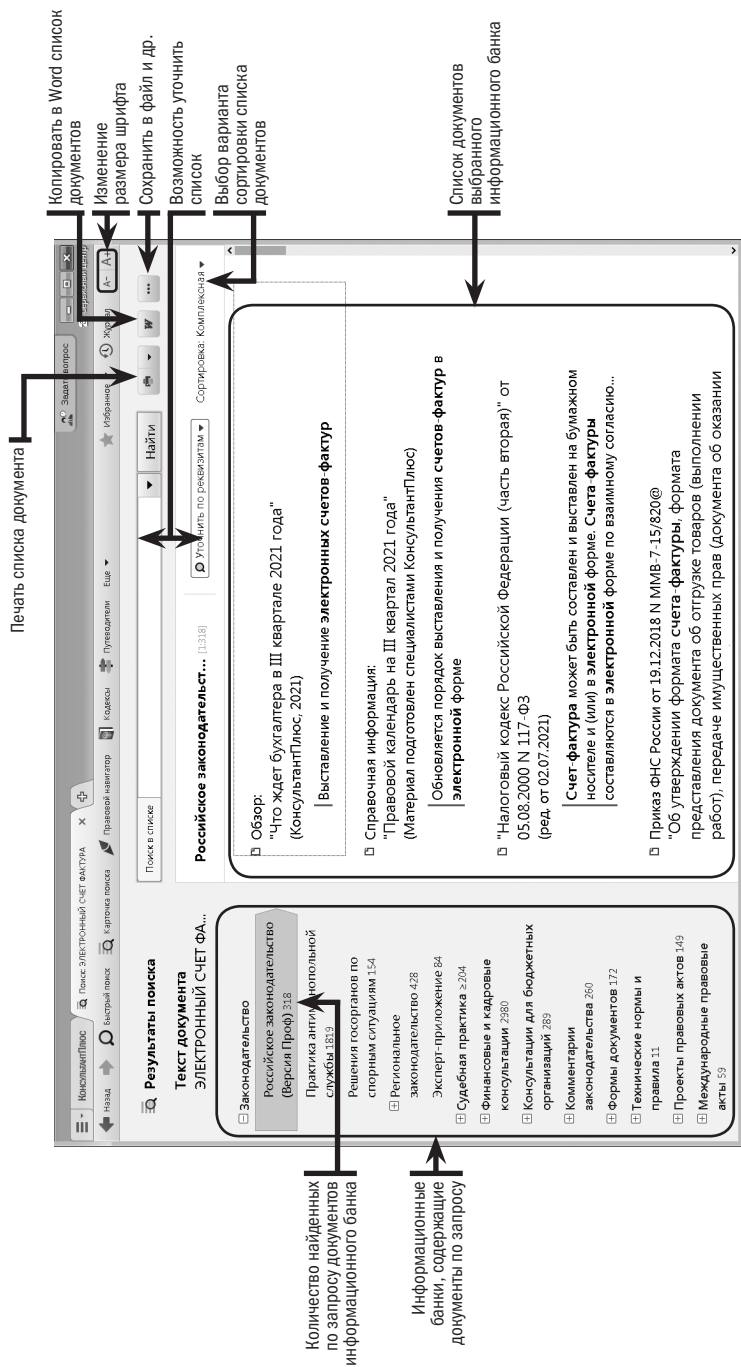 Печать списка документа
Копировать в Word список
документов
Изменение
размера шрифта
Сохранить в файл и др.
Возможность уточнить
список
Выбор варианта
сортировки списка
документов
Список документов
выбранного
информационного банка
Количество найденных
по запросу документов
информационного банка
Информационные
банки, содержащие
документы по запросу
КонсультантПлюс
Поиск: ЭЛЕКТРОННЫЙ СЧЕТ ФАКТУРА
Задать вопрос
Сервисный центр
Назад
Быстрый поиск
Карточка поиска
Правовой навигатор
Кодексы
Путеводители
Еще
Избранное
Журнал
A- A+
Результаты поиска
Поиск в списке
Найти
Текст документа
ЭЛЕКТРОННЫЙ СЧЕТ ФА...
Российское законодательст... [1:318]
Уточнить по реквизитам
Сортировка: Комплексная
Законодательство
Российское законодательство
(Версия Проф) 318
Практика антимонопольной
службы 1819
Решения госорганов по
спорным ситуациям 154
Региональное
законодательство 428
Эксперт-приложение 84
Судебная практика ≥204
Финансовые и кадровые
консультации 2980
Консультации для бюджетных
организаций 289
Комментарии
законодательства 260
Формы документов 172
Технические нормы и
правила 11
Проекты правовых актов 149
Международные правовые
акты 59
Обзор:
"Что ждет бухгалтера в III квартале 2021 года"
(КонсультантПлюс, 2021)
Выставление и получение электронных счетов-фактур
Справочная информация:
"Правовой календарь на III квартал 2021 года"
(Материал подготовлен специалистами КонсультантПлюс)
Обновляется порядок выставления и получения счетов-фактур в
электронной форме
"Налоговый кодекс Российской Федерации (часть вторая)" от
05.08.2000 N 117-ФЗ
(ред. от 02.07.2021)
Счет-фактура может быть составлен и выставлен на бумажном
носителе и (или) в электронной форме. Счета-фактуры
составляются в электронной форме по взаимному согласию...
Приказ ФНС России от 19.12.2018 N ММВ-7-15/820@
"Об утверждении формата счета-фактуры, формата
представления документа об отгрузке товаров (выполнении
работ), передаче имущественных прав (документа об оказании